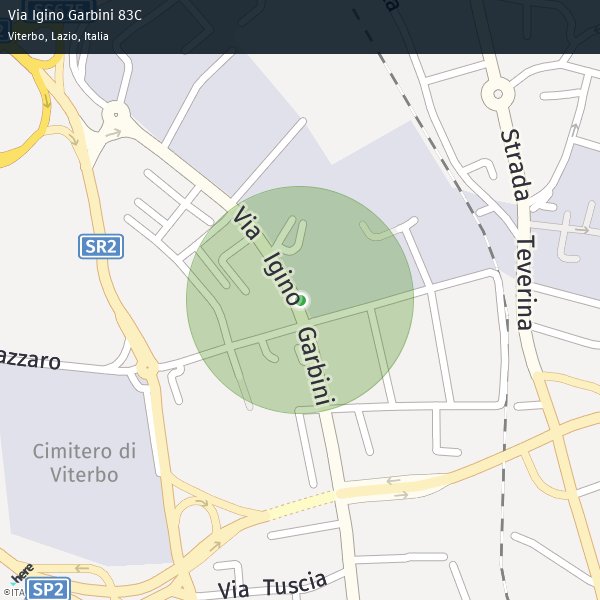 Via Igino Garbini 83C
Viterbo, Lazio, Italia
Strada Teverina
Via Igino Garbini
SR2
azzaro
Cimitero di
Viterbo
Via Tuscia
here
©ITA
SP2